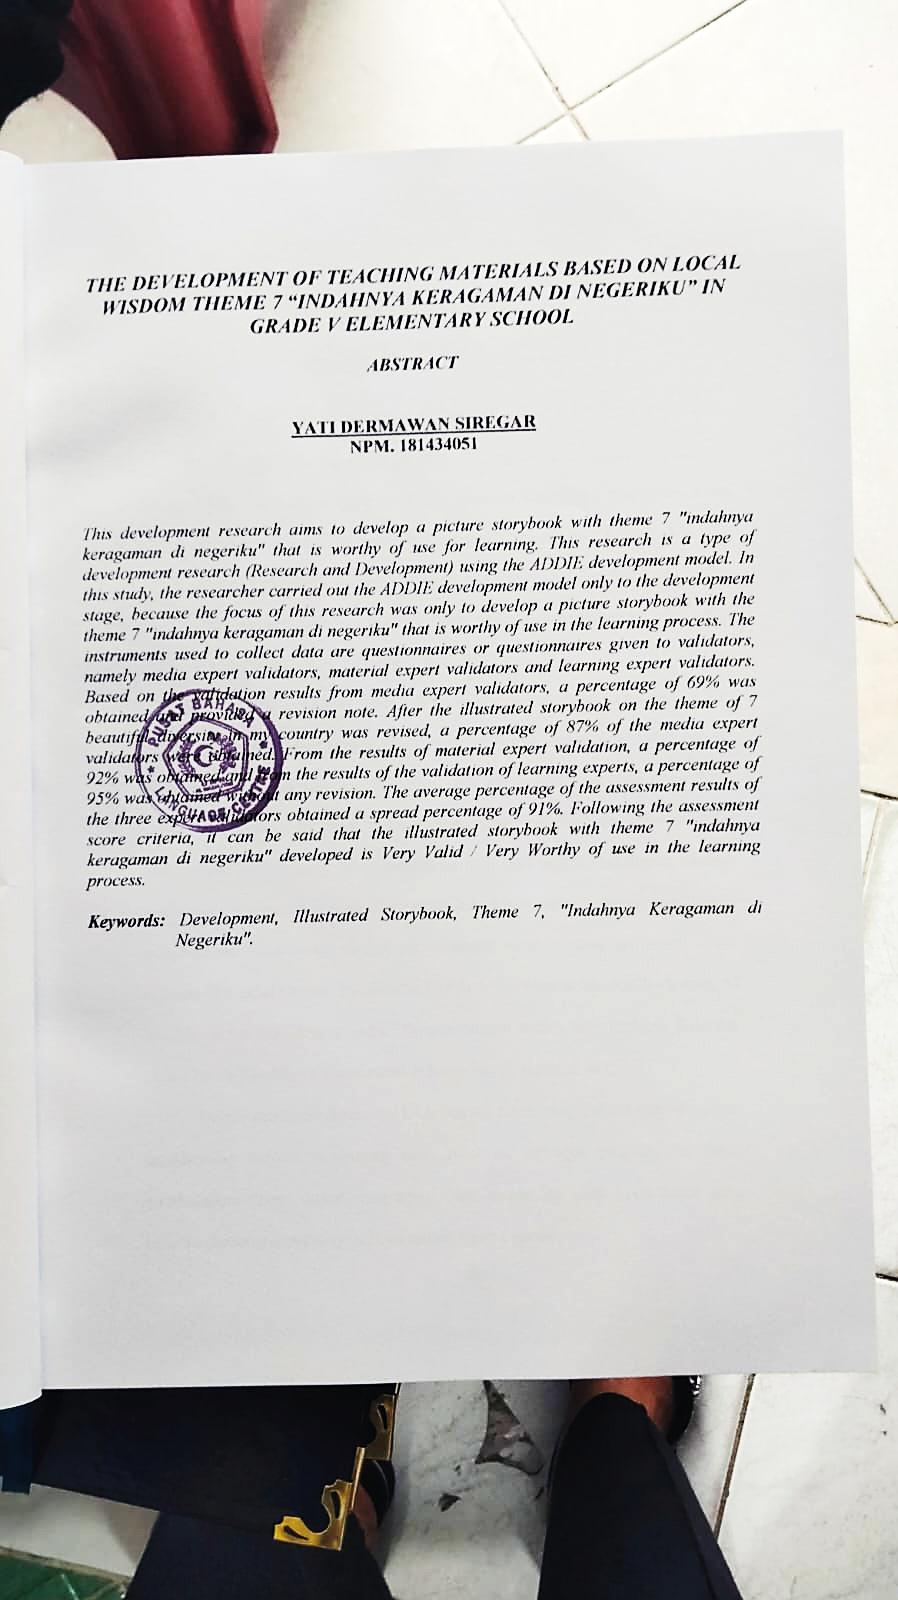 THE DEVELOPMENT OF TEACHING MATERIALS BASED ON LOCAL
WISDOM THEME 7 “INDAHNYA KERAGAMAN DI NEGERIKU” IN
GRADE V ELEMENTARY SCHOOL
ABSTRACT
YATI DERMAWAN SIREGAR
NPM. 181434051
This development research aims to develop a picture storybook with theme 7 "indahnya
keragaman di negeriku" that is worthy of use for learning. This research is a type of
development research (Research and Development) using the ADDIE development model. In
this study, the researcher carried out the ADDIE development model only to the development
stage, because the focus of this research was only to develop a picture storybook with the
theme 7 "indahnya keragaman di negeriku" that is worthy of use in the learning process. The
instruments used to collect data are questionnaires or questionnaires given to validators,
namely media expert validators, material expert validators and learning expert validators.
Based on the validation results from media expert validators, a percentage of 69% was
obtained and provided a revision note. After the illustrated storybook on the theme of 7
beautiful diversity in my country was revised, a percentage of 87% of the media expert
validators were obtained. From the results of material expert validation, a percentage of
92% was obtained and from the results of the validation of learning experts, a percentage of
95% was obtained without any revision. The average percentage of the assessment results of
the three expert validators obtained a spread percentage of 91%. Following the assessment
score criteria, it can be said that the illustrated storybook with theme 7 "indahnya
keragaman di negeriku" developed is Very Valid / Very Worthy of use in the learning
process.
Keywords: Development, Illustrated Storybook, Theme 7, "Indahnya Keragaman di
Negeriku".
PUSAT BAHASA
LANGUAGE CENTRE